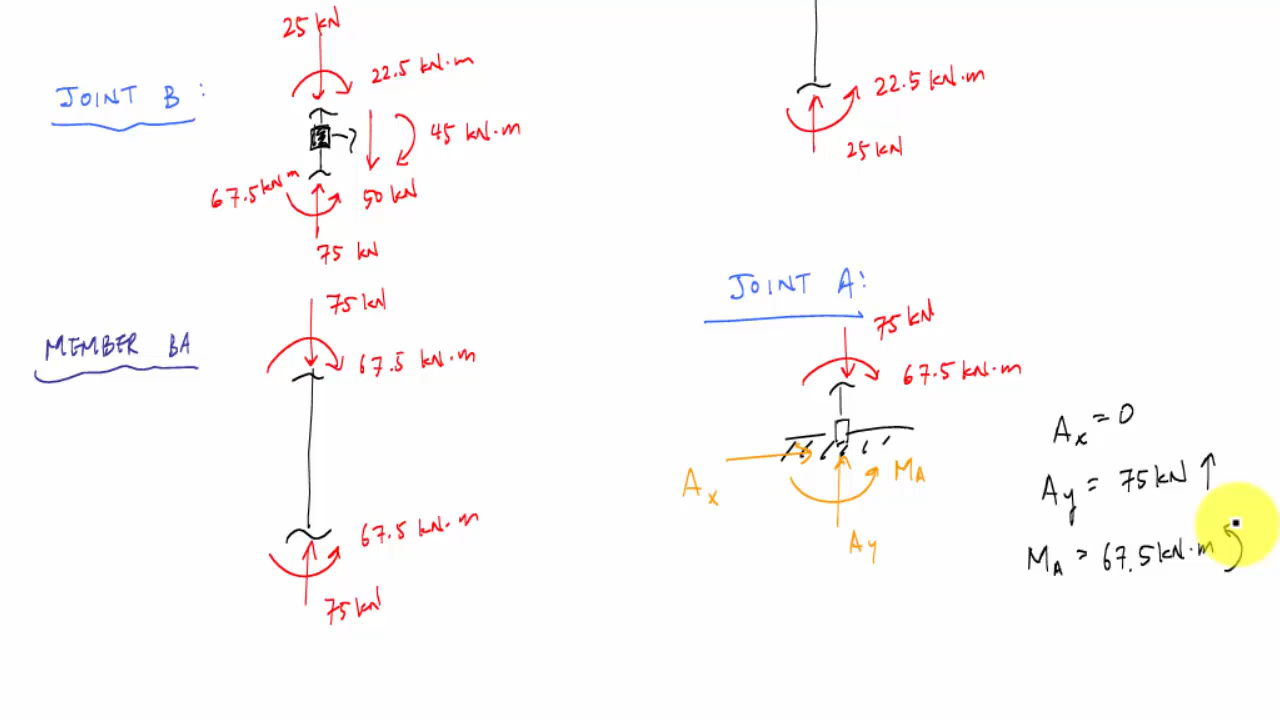 25 kN
22.5 kN·m
JOINT B :
45 kN·m
67.5 kNm
50 kN
75 kN
22.5 kN·m
25 kN
75 kN
MEMBER BA
67.5 kN·m
67.5 kN·m
75 kN
JOINT A:
75 kN
67.5 kN·m
Ax
MA
Ay
Ax = 0
Ay = 75 kN ↑
MA = 67.5 kN·m